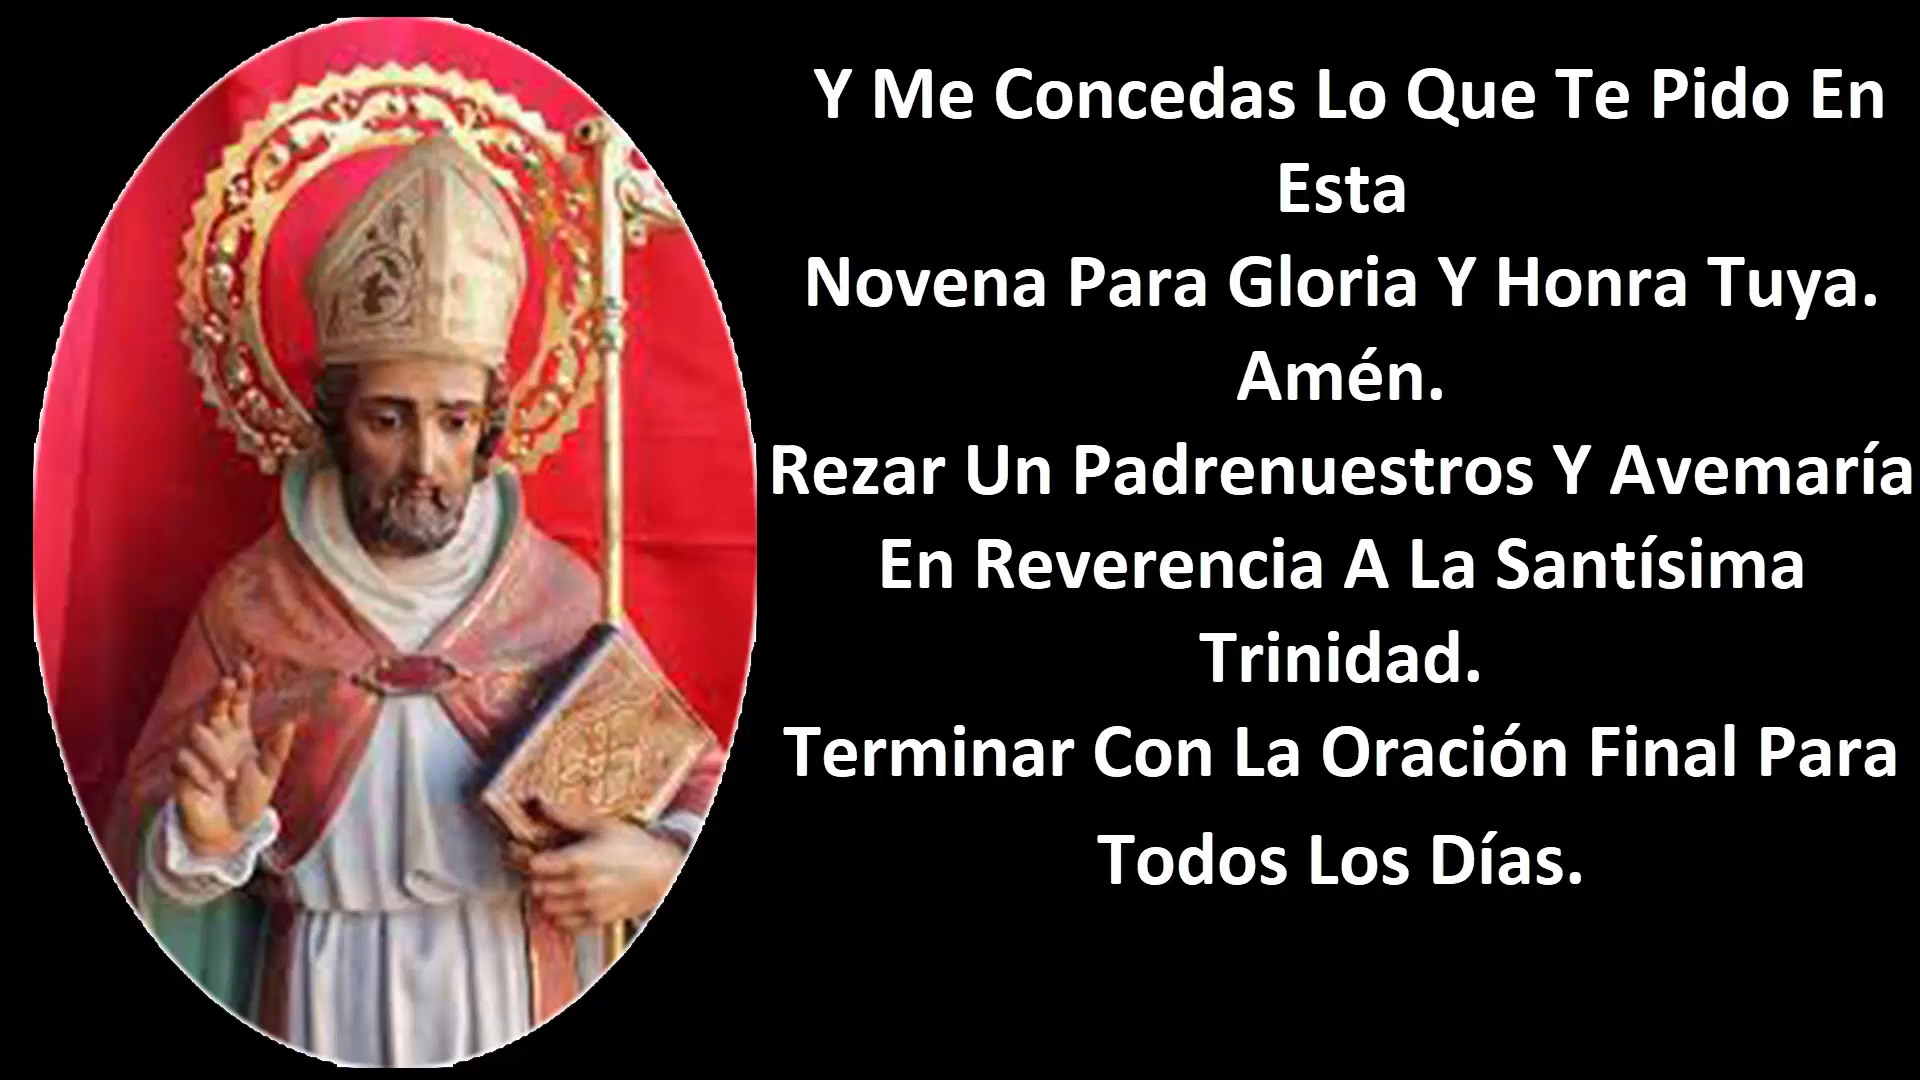 Y Me Concedas Lo Que Te Pido En
Esta
Novena Para Gloria Y Honra Tuya.
Amén.
Rezar Un Padrenuestros Y Avemaría
En Reverencia A La Santísima
Trinidad.
Terminar Con La Oración Final Para
Todos Los Días.